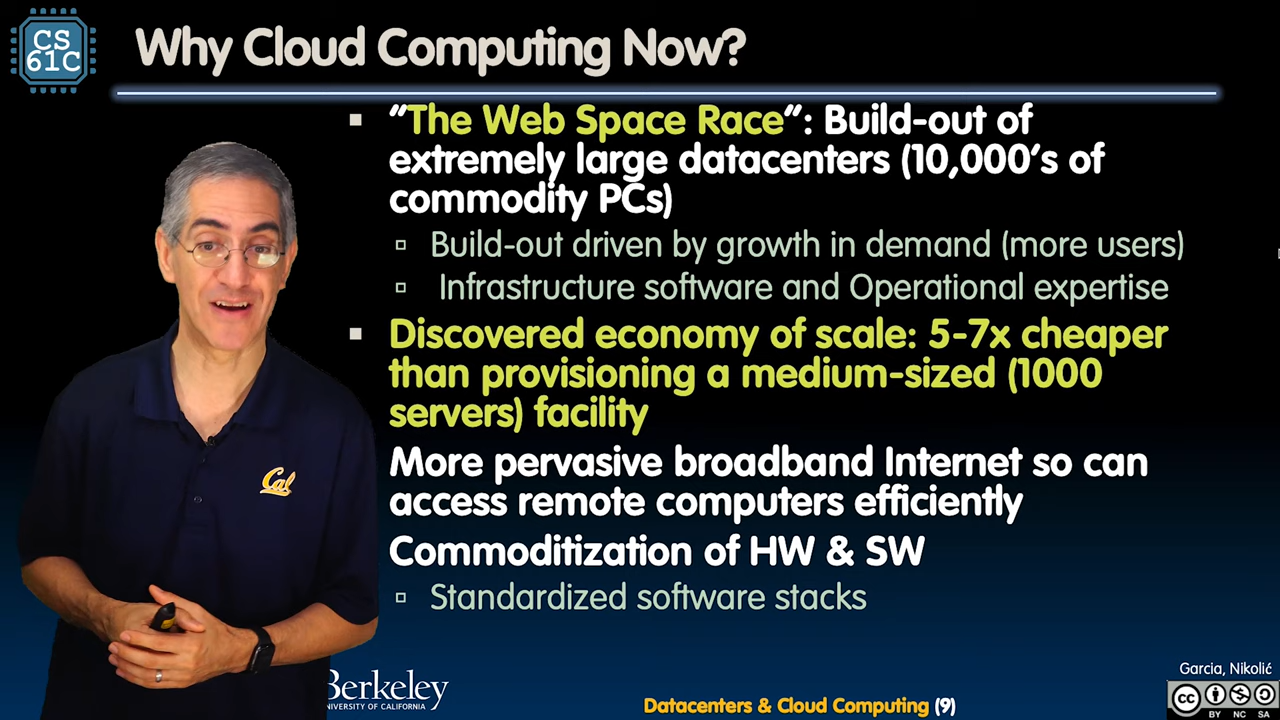 CS
61C
Why Cloud Computing Now?
▪ "The Web Space Race": Build-out of
extremely large datacenters (10,000's of
commodity PCs)
▫ Build-out driven by growth in demand (more users)
▫ Infrastructure software and Operational expertise
▪ Discovered economy of scale: 5-7x cheaper
than provisioning a medium-sized (1000
servers) facility
More pervasive broadband Internet so can
access remote computers efficiently
Commoditization of HW & SW
▫ Standardized software stacks
Cal
Berkeley
UNIVERSITY OF CALIFORNIA
Datacenters & Cloud Computing (9)
Garcia, Nikolić
cc
BY NC SA